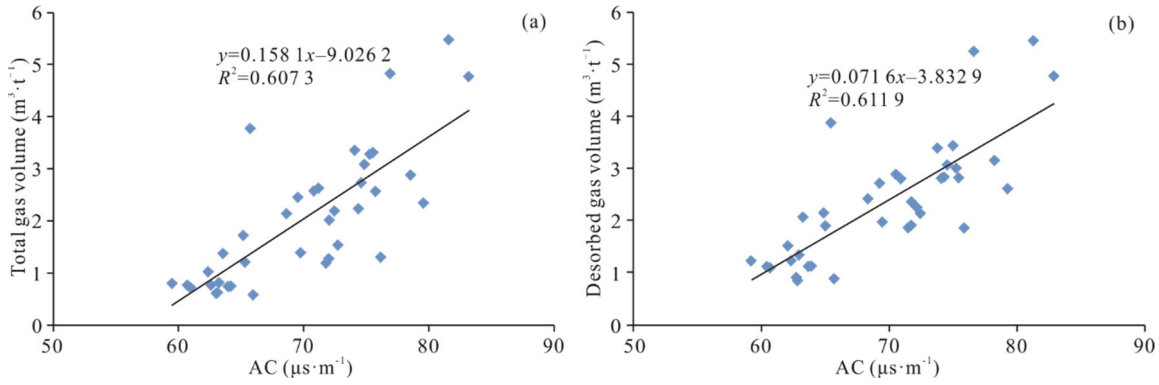 (a)
y=0.158 1x–9.026 2
R²=0.607 3
Total gas volume (m³·t⁻¹)
6
5
4
3
2
1
0
50
60
70
80
90
AC (μs·m⁻¹)
(b)
y=0.071 6x–3.832 9
R²=0.611 9
Desorbed gas volume (m³·t⁻¹)
6
5
4
3
2
1
0
50
60
70
80
90
AC (μs·m⁻¹)